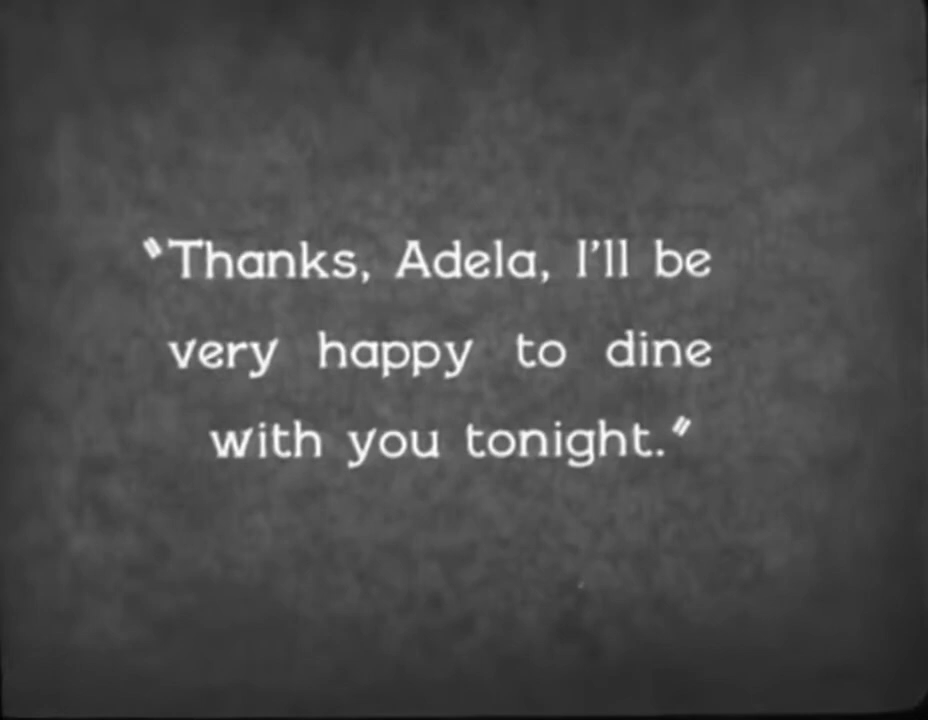 "Thanks, Adela, I'll be
very happy to dine
with you tonight."